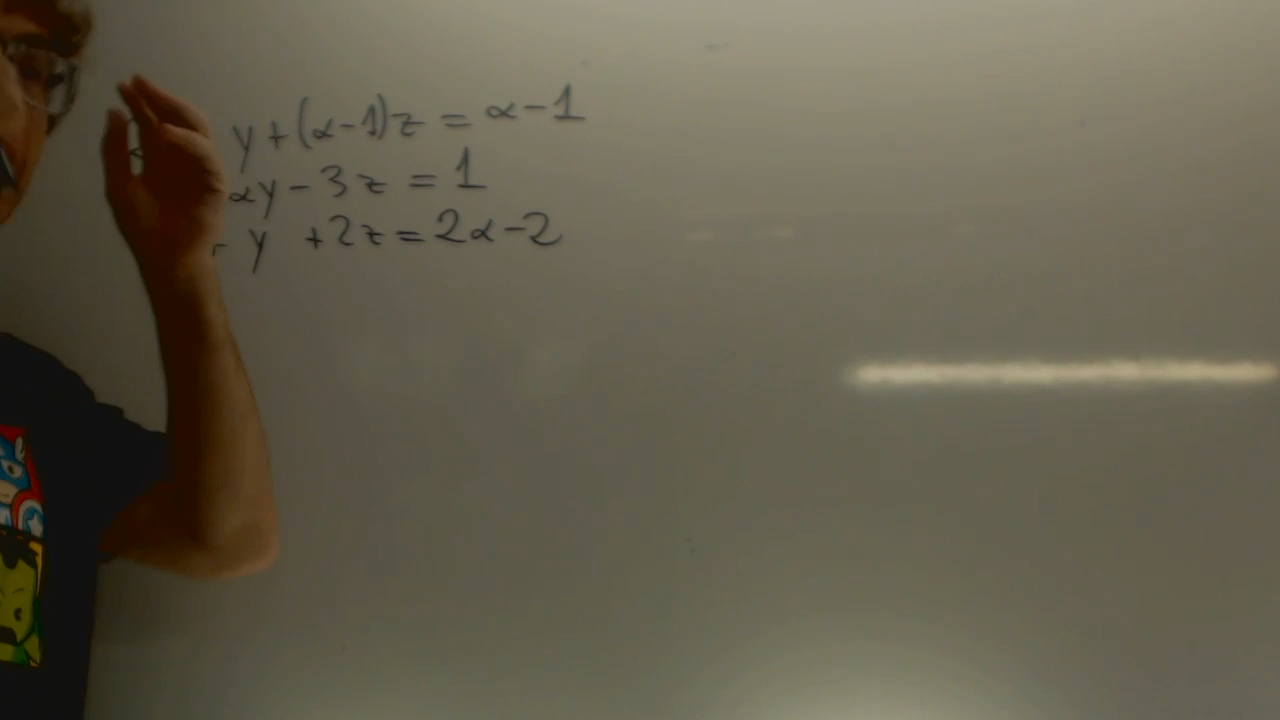 y + (α-1)z = α-1
αy - 3z = 1
- y + 2z = 2α-2